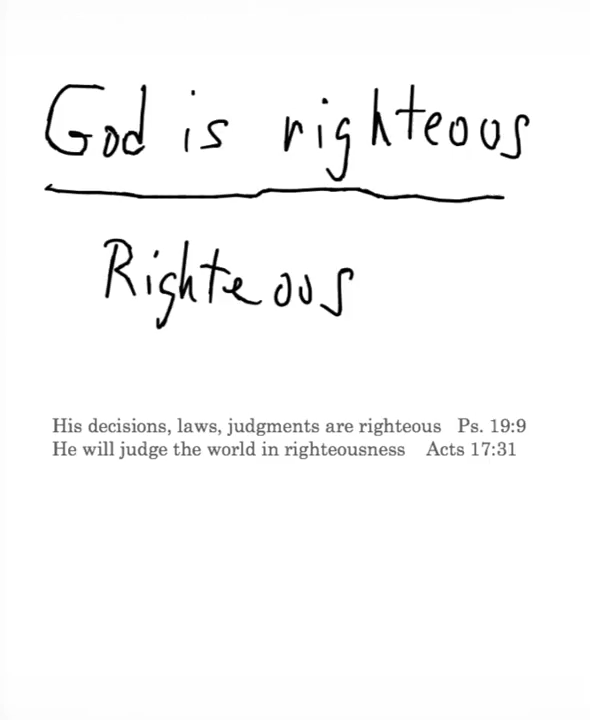 God is righteous
Righteous
His decisions, laws, judgments are righteous Ps. 19:9
He will judge the world in righteousness Acts 17:31